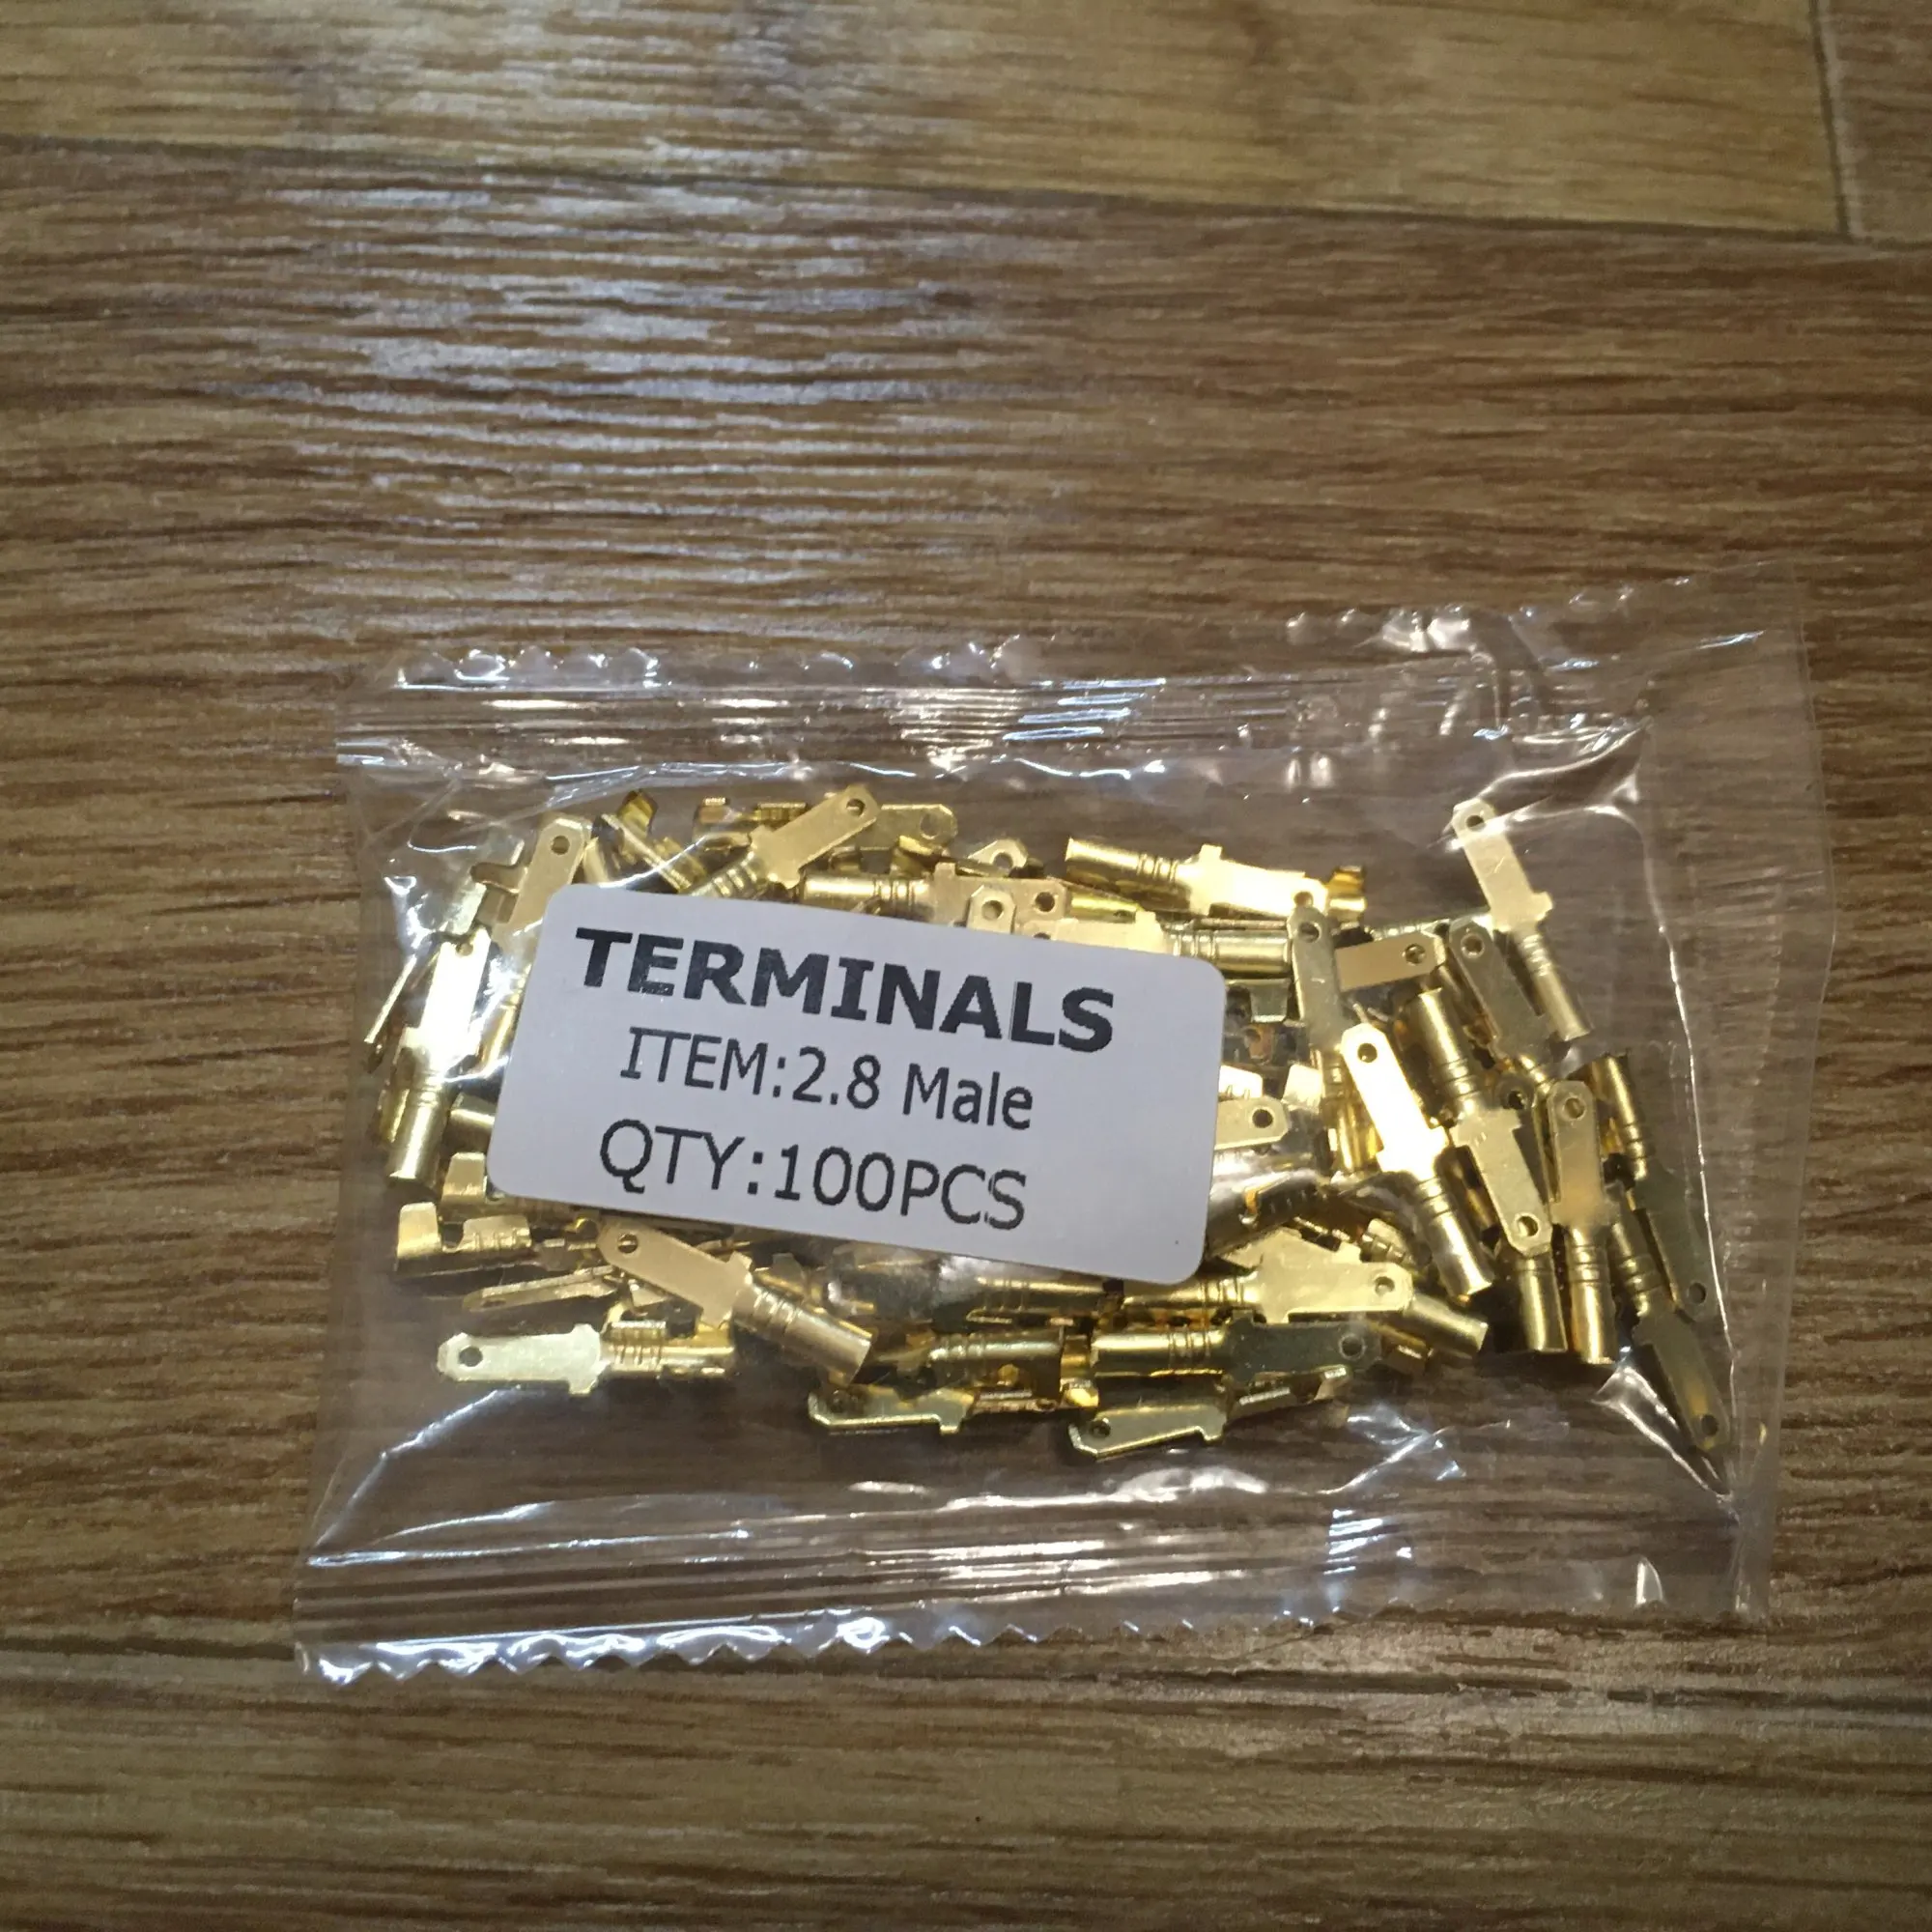 TERMINALS
ITEM:2.8 Male
QTY:100PCS